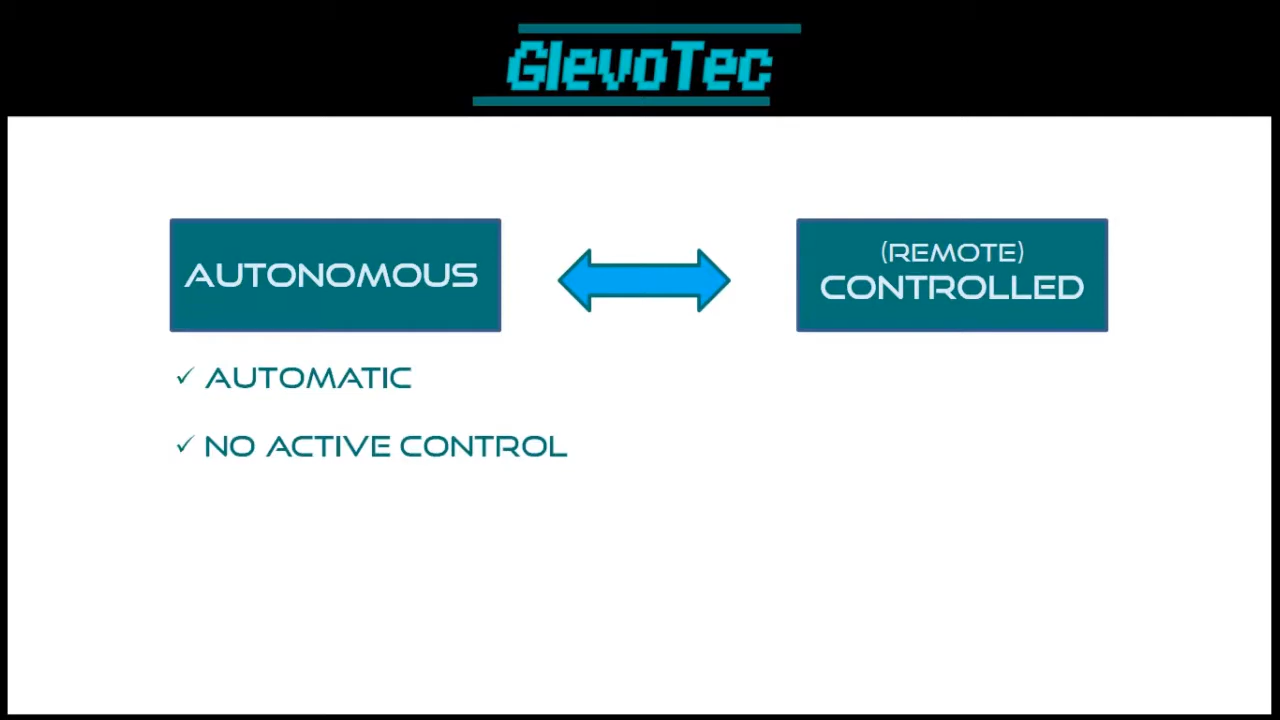 GlevoTec
AUTONOMOUS
(REMOTE)
CONTROLLED
✓ AUTOMATIC
✓ NO ACTIVE CONTROL